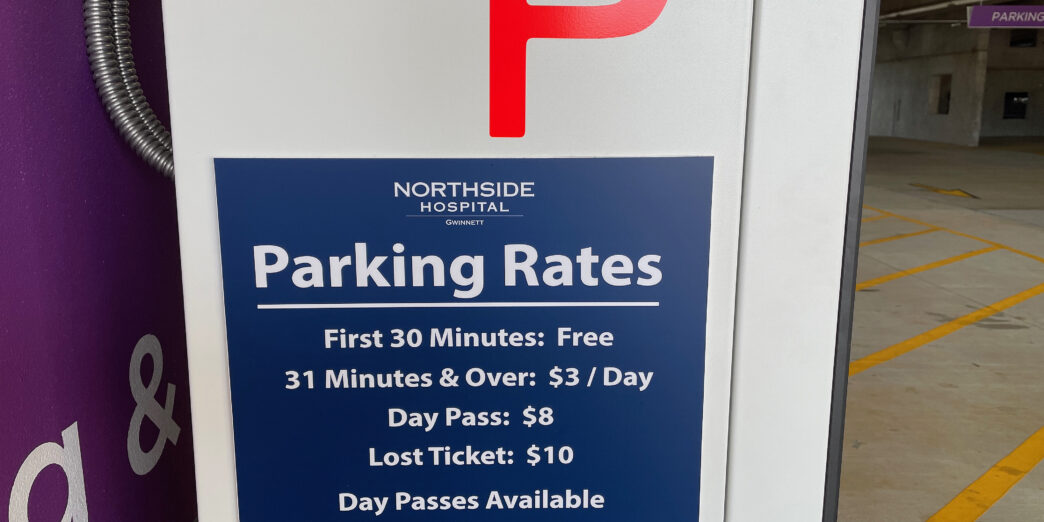 P
PARKING
NORTHSIDE
HOSPITAL
GWINNETT
Parking Rates
First 30 Minutes: Free
31 Minutes & Over: $3 / Day
Day Pass: $8
Lost Ticket: $10
Day Passes Available
&
a